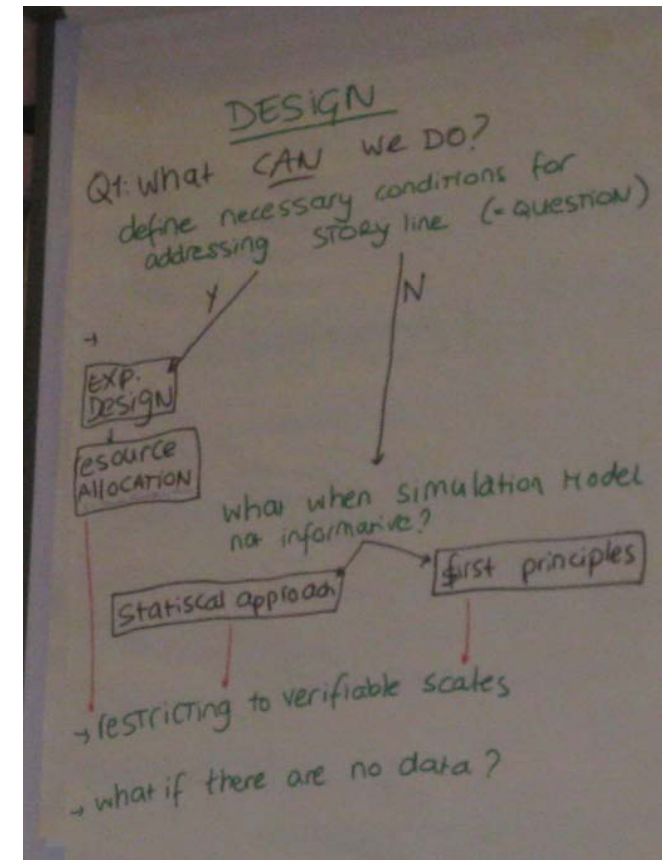 DESIGN
Q1: What CAN we DO?
define necessary conditions for
addressing STORY line (= QUESTION)
Y
N
→
EXP.
DESIGN
resource
ALLOCATION
what when simulation model
not informative?
Statiscal approach
first principles
→ restricting to verifiable scales
→ what if there are no data?